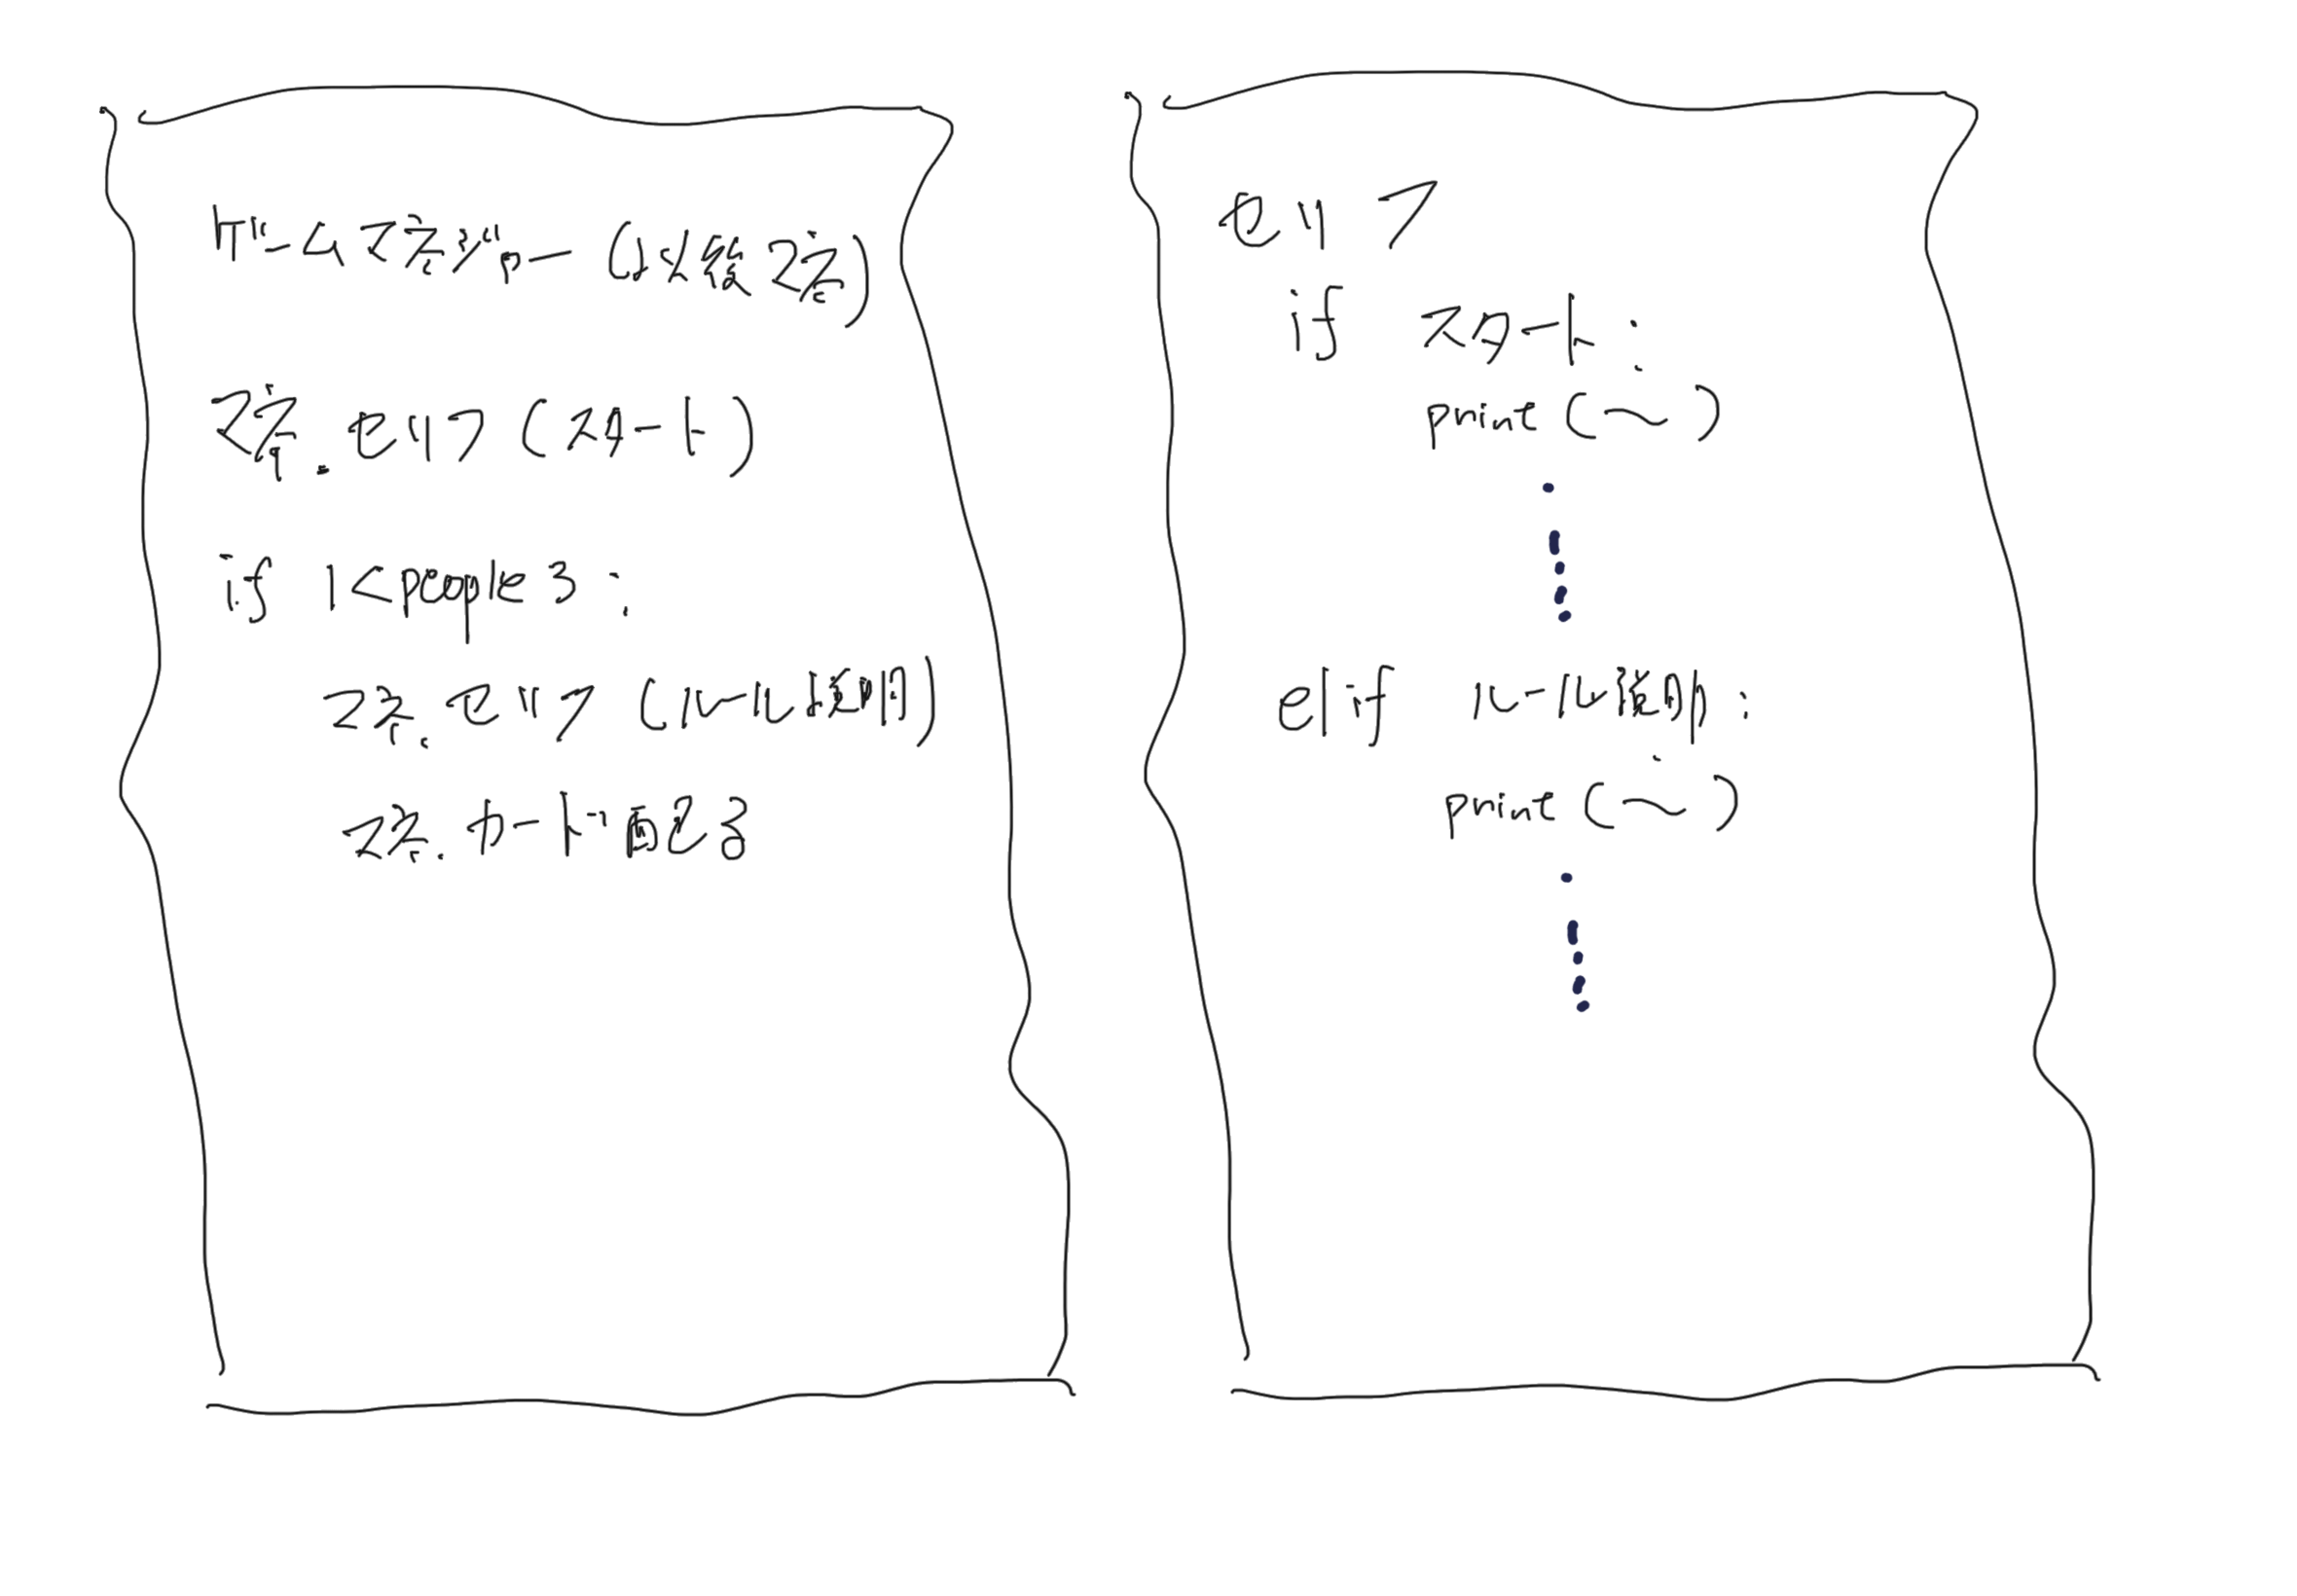 ゲームマネジャー (以後マネ)
マネ.セリフ(スタート)
if 1<people 3:
マネ.セリフ(ルール説明)
マネ.カード配る
セリフ
if スタート:
print(~)
elif ルール説明:
print(~)